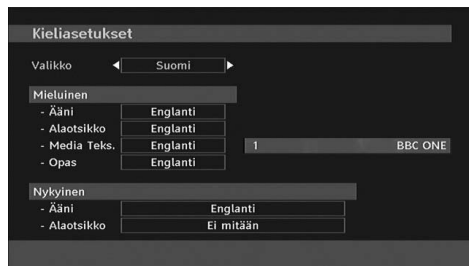 Kieliasetukset
Valikko Suomi
Mieluinen
- Ääni Englanti
- Alaotsikko Englanti
- Media Teks. Englanti 1 BBC ONE
- Opas Englanti
Nykyinen
- Ääni Englanti
- Alaotsikko Ei mitään